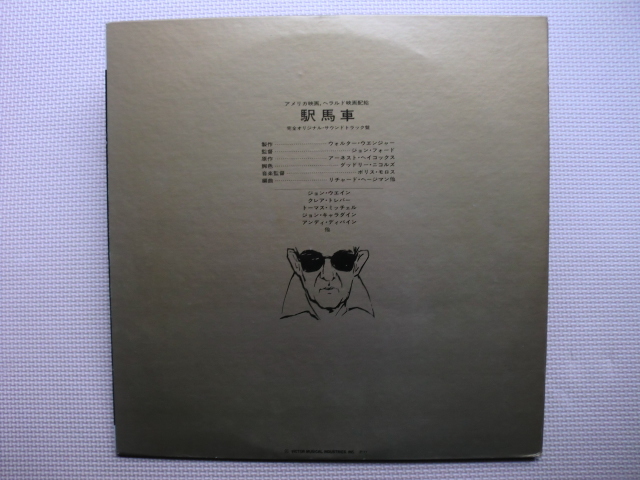 アメリカ映画、ヘラルド映画配給
駅馬車
完全オリジナル・サウンドトラック盤
製作 ウォルター・ウエンジャー
監督 ジョン・フォード
原作 アーネスト・ヘイコックス
脚色 ダッドリー・ニコルズ
音楽監督 ボリス・モロス
編曲 リチャード・ヘージマン他
ジョン・ウエイン
クレア・トレバー
トーマス・ミッチェル
ジョン・キャラダイン
アンディ・ディバイン
他